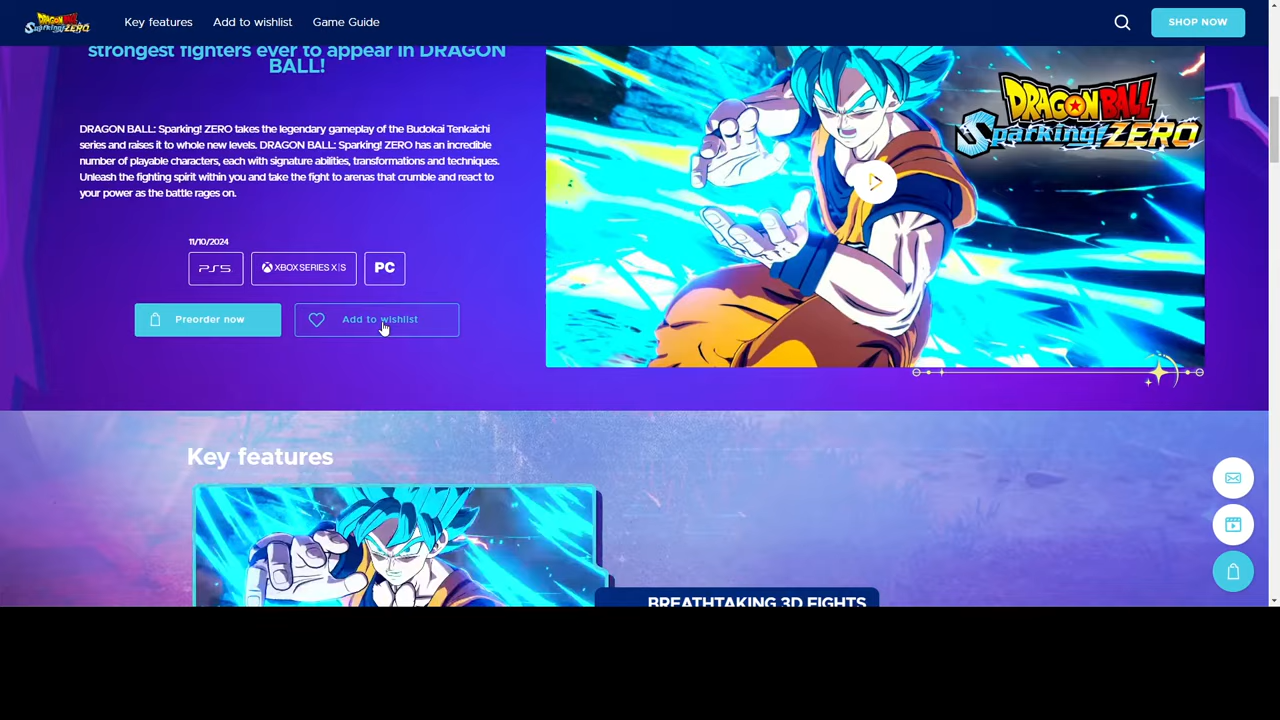 DRAGON BALL Sparking! ZERO
Key features
Add to wishlist
Game Guide
SHOP NOW
strongest fighters ever to appear in DRAGON
BALL!
DRAGON BALL: Sparking! ZERO takes the legendary gameplay of the Budokai Tenkaichi
series and raises it to whole new levels. DRAGON BALL: Sparking! ZERO has an incredible
number of playable characters, each with signature abilities, transformations and techniques.
Unleash the fighting spirit within you and take the fight to arenas that crumble and react to
your power as the battle rages on.
11/10/2024
PS5
XBOX SERIES X|S
PC
Preorder now
Add to wishlist
DRAGON BALL
Sparking! ZERO
Key features
BREATHTAKING 3D FIGHTS